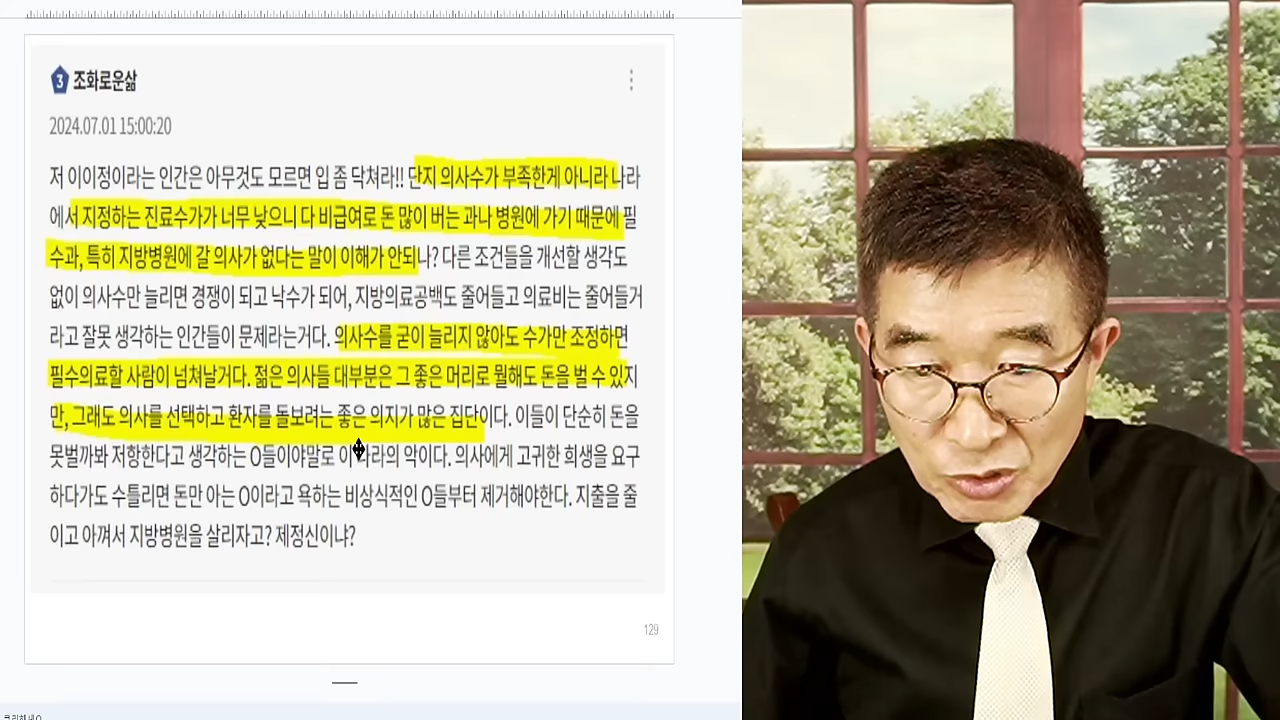 3 조화로운삶
2024.07.01 15:00:20
저 이이정이라는 인간은 아무것도 모르면 입 좀 닥쳐라!! 단지 의사수가 부족한게 아니라 나라
에서 지정하는 진료수가가 너무 낮으니 다 비급여로 돈 많이 버는 과나 병원에 가기 때문에 필
수과, 특히 지방병원에 갈 의사가 없다는 말이 이해가 안되나? 다른 조건들을 개선할 생각도
없이 의사수만 늘리면 경쟁이 되고 낙수가 되어, 지방의료공백도 줄어들고 의료비는 줄어들거
라고 잘못 생각하는 인간들이 문제라는거다. 의사수를 굳이 늘리지 않아도 수가만 조정하면
필수의료할 사람이 넘쳐날거다. 젊은 의사들 대부분은 그 좋은 머리로 뭘해도 돈을 벌 수 있지
만, 그래도 의사를 선택하고 환자를 돌보려는 좋은 의지가 많은 집단이다. 이들이 단순히 돈을
못벌까봐 저항한다고 생각하는 O들이야말로 이 나라의 악이다. 의사에게 고귀한 희생을 요구
하다가도 수틀리면 돈만 아는 O이라고 욕하는 비상식적인 O들부터 제거해야한다. 지출을 줄
이고 아껴서 지방병원을 살리자고? 제정신이냐?
129